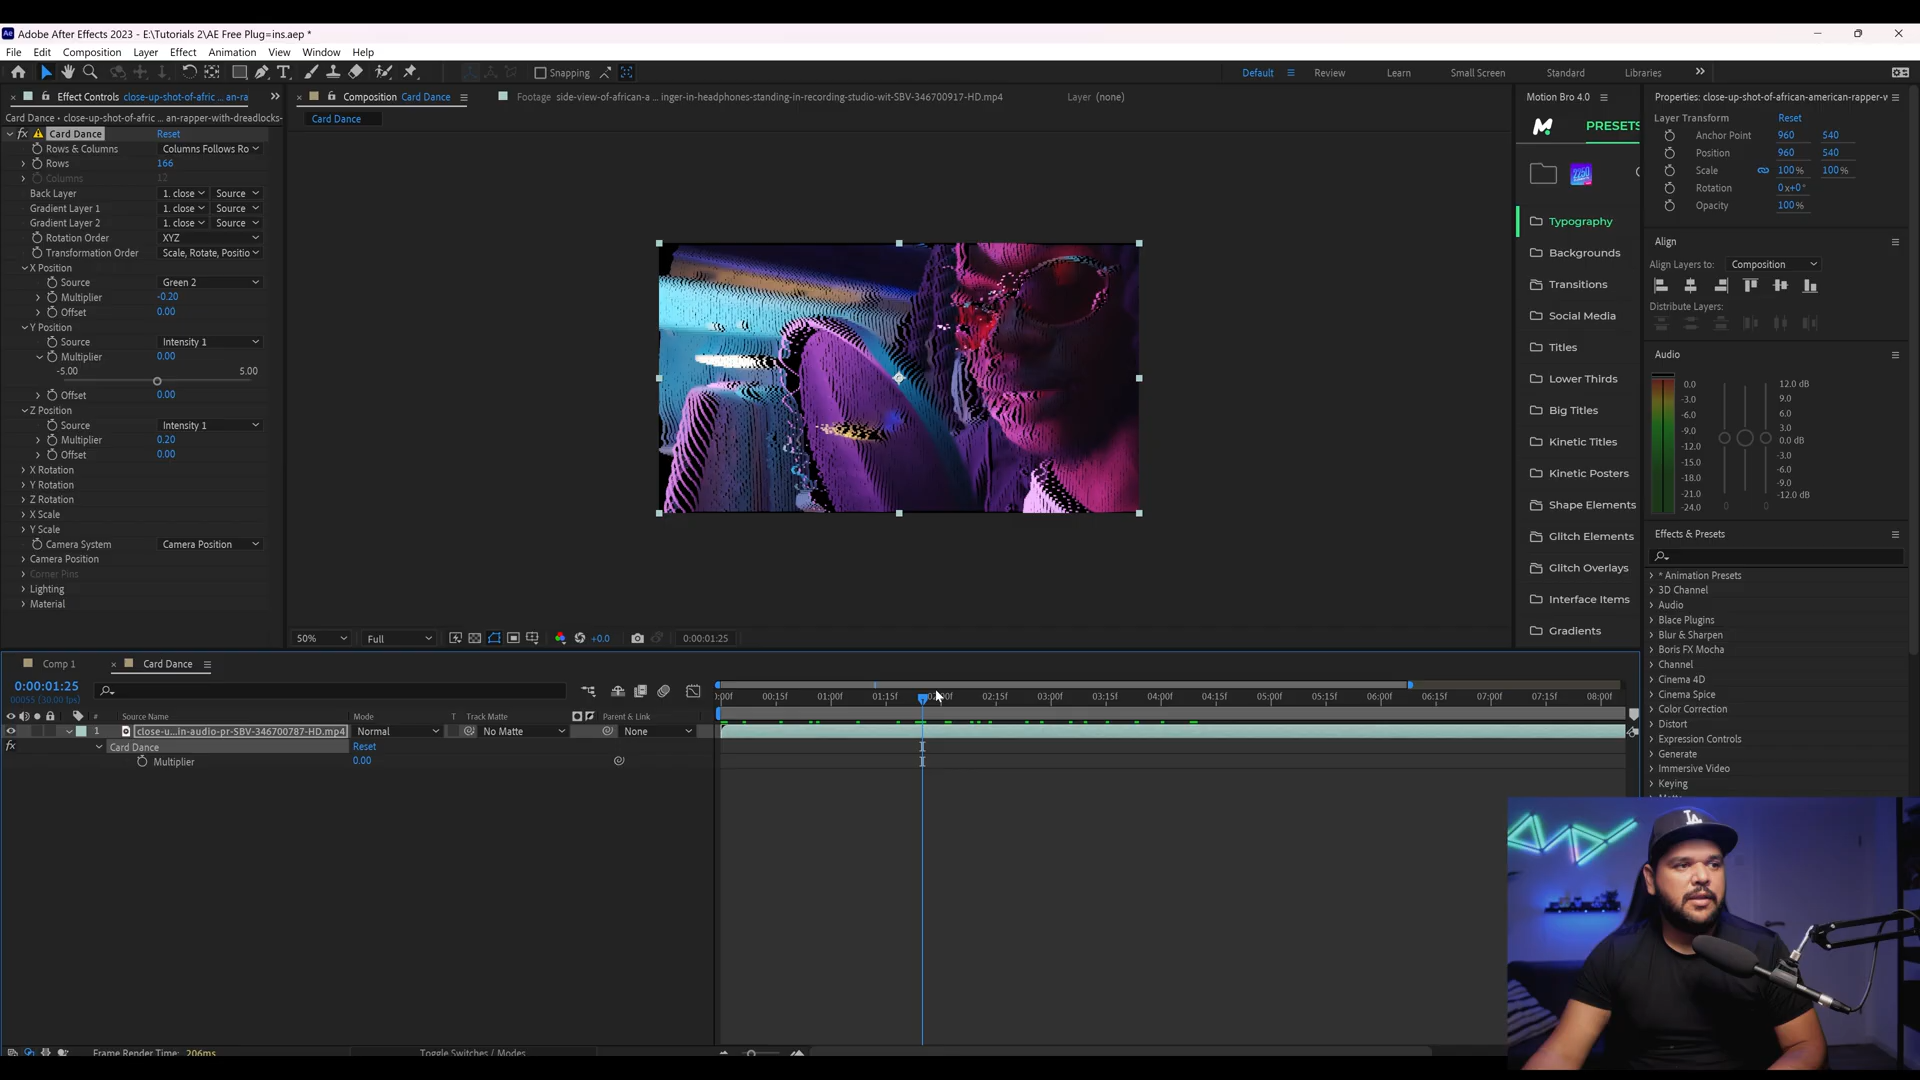 Adobe After Effects 2023 - E:\Tutorials 2\AE Free Plug=ins.aep *
File Edit Composition Layer Effect Animation View Window Help
Snapping
Default Review Learn Small Screen Standard Libraries
Effect Controls close-up-shot-of-afric ... an-ra
Composition Card Dance
Footage side-view-of-african-a ... inger-in-headphones-standing-in-recording-studio-wit-SBV-346700917-HD.mp4
Layer (none)
Card Dance • close-up-shot-of-afric ... an-rapper-with-dreadlocks-
Card Dance
fx Card Dance Reset
Rows & Columns Columns Follows Ro
Rows 166
Columns 12
Back Layer 1. close Source
Gradient Layer 1 1. close Source
Gradient Layer 2 1. close Source
Rotation Order XYZ
Transformation Order Scale, Rotate, Positio
X Position
Source Green 2
Multiplier -0.20
Offset 0.00
Y Position
Source Intensity 1
Multiplier 0.00
-5.00 5.00
Offset 0.00
Z Position
Source Intensity 1
Multiplier 0.20
Offset 0.00
X Rotation
Y Rotation
Z Rotation
X Scale
Y Scale
Camera System Camera Position
Camera Position
Corner Pins
Lighting
Material
50% Full +0.0 0:00:01:25
Motion Bro 4.0
PRESETS
2250
Typography
Backgrounds
Transitions
Social Media
Titles
Lower Thirds
Big Titles
Kinetic Titles
Kinetic Posters
Shape Elements
Glitch Elements
Glitch Overlays
Interface Items
Gradients
Properties: close-up-shot-of-african-american-rapper-w
Layer Transform Reset
Anchor Point 960 540
Position 960 540
Scale 100% 100%
Rotation 0x+0°
Opacity 100%
Align
Align Layers to: Composition
Distribute Layers:
Audio
0.0 12.0 dB
-3.0 9.0
-6.0 6.0
-9.0 3.0
-12.0 0.0 dB
-15.0 -3.0
-18.0 -6.0
-21.0 -9.0
-24.0 -12.0 dB
0 0
Effects & Presets
* Animation Presets
3D Channel
Audio
Blace Plugins
Blur & Sharpen
Boris FX Mocha
Channel
Cinema 4D
Cinema Spice
Color Correction
Distort
Expression Controls
Generate
Immersive Video
Keying
Comp 1 Card Dance
0:00:01:25
00055 (30.00 fps)
# Source Name Mode T Track Matte Parent & Link
1 close-u...in-audio-pr-SBV-346700787-HD.mp4 Normal No Matte None
fx Card Dance Reset
Multiplier 0.00
:00f 00:15f 01:00f 01:15f 02:00f 02:15f 03:00f 03:15f 04:00f 04:15f 05:00f 05:15f 06:00f 06:15f 07:00f 07:15f 08:00f
Frame Render Time: 206ms Toggle Switches / Modes
LA